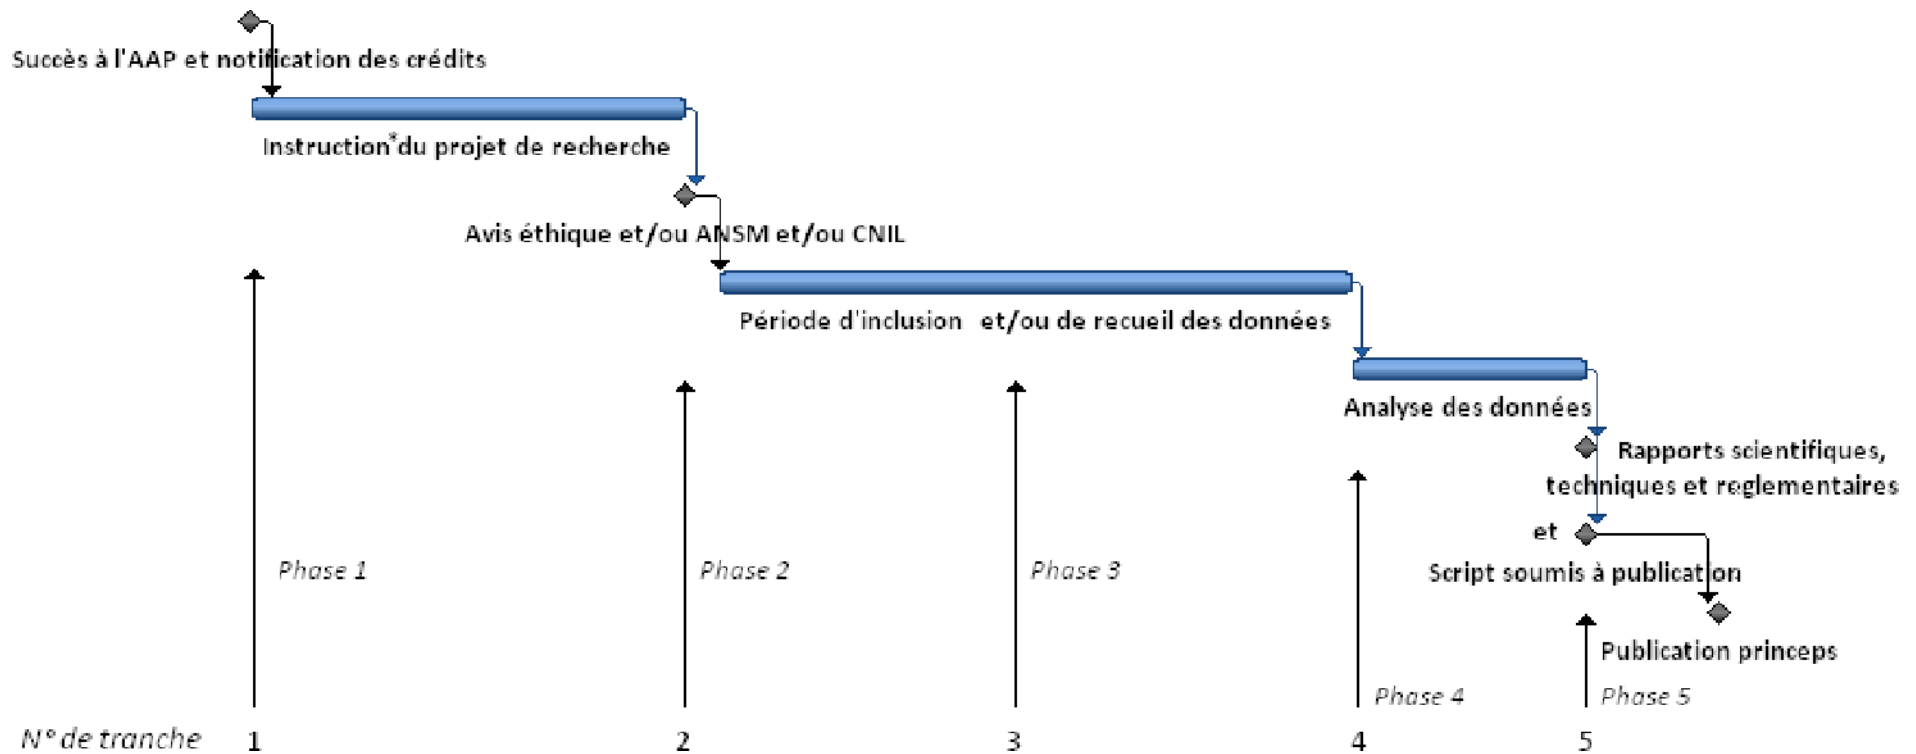 Succès à l'AAP et notification des crédits
Instruction*du projet de recherche
Avis éthique et/ou ANSM et/ou CNIL
Période d'inclusion et/ou de recueil des données
Analyse des données
Rapports scientifiques,
techniques et reglementaires
et
Script soumis à publication
Publication princeps
Phase 1
Phase 2
Phase 3
Phase 4
Phase 5
N° de tranche 1 2 3 4 5